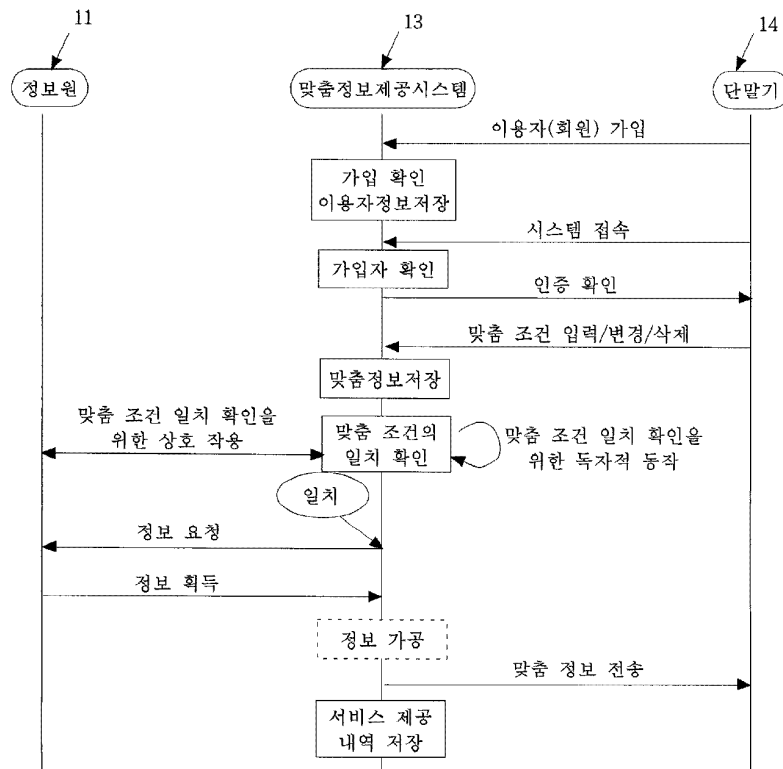 11
13
14
정보원
맞춤정보제공시스템
단말기
이용자(회원) 가입
가입 확인
이용자정보저장
시스템 접속
가입자 확인
인증 확인
맞춤 조건 입력/변경/삭제
맞춤정보저장
맞춤 조건 일치 확인을
위한 상호 작용
맞춤 조건의
일치 확인
맞춤 조건 일치 확인을
위한 독자적 동작
일치
정보 요청
정보 획득
정보 가공
맞춤 정보 전송
서비스 제공
내역 저장